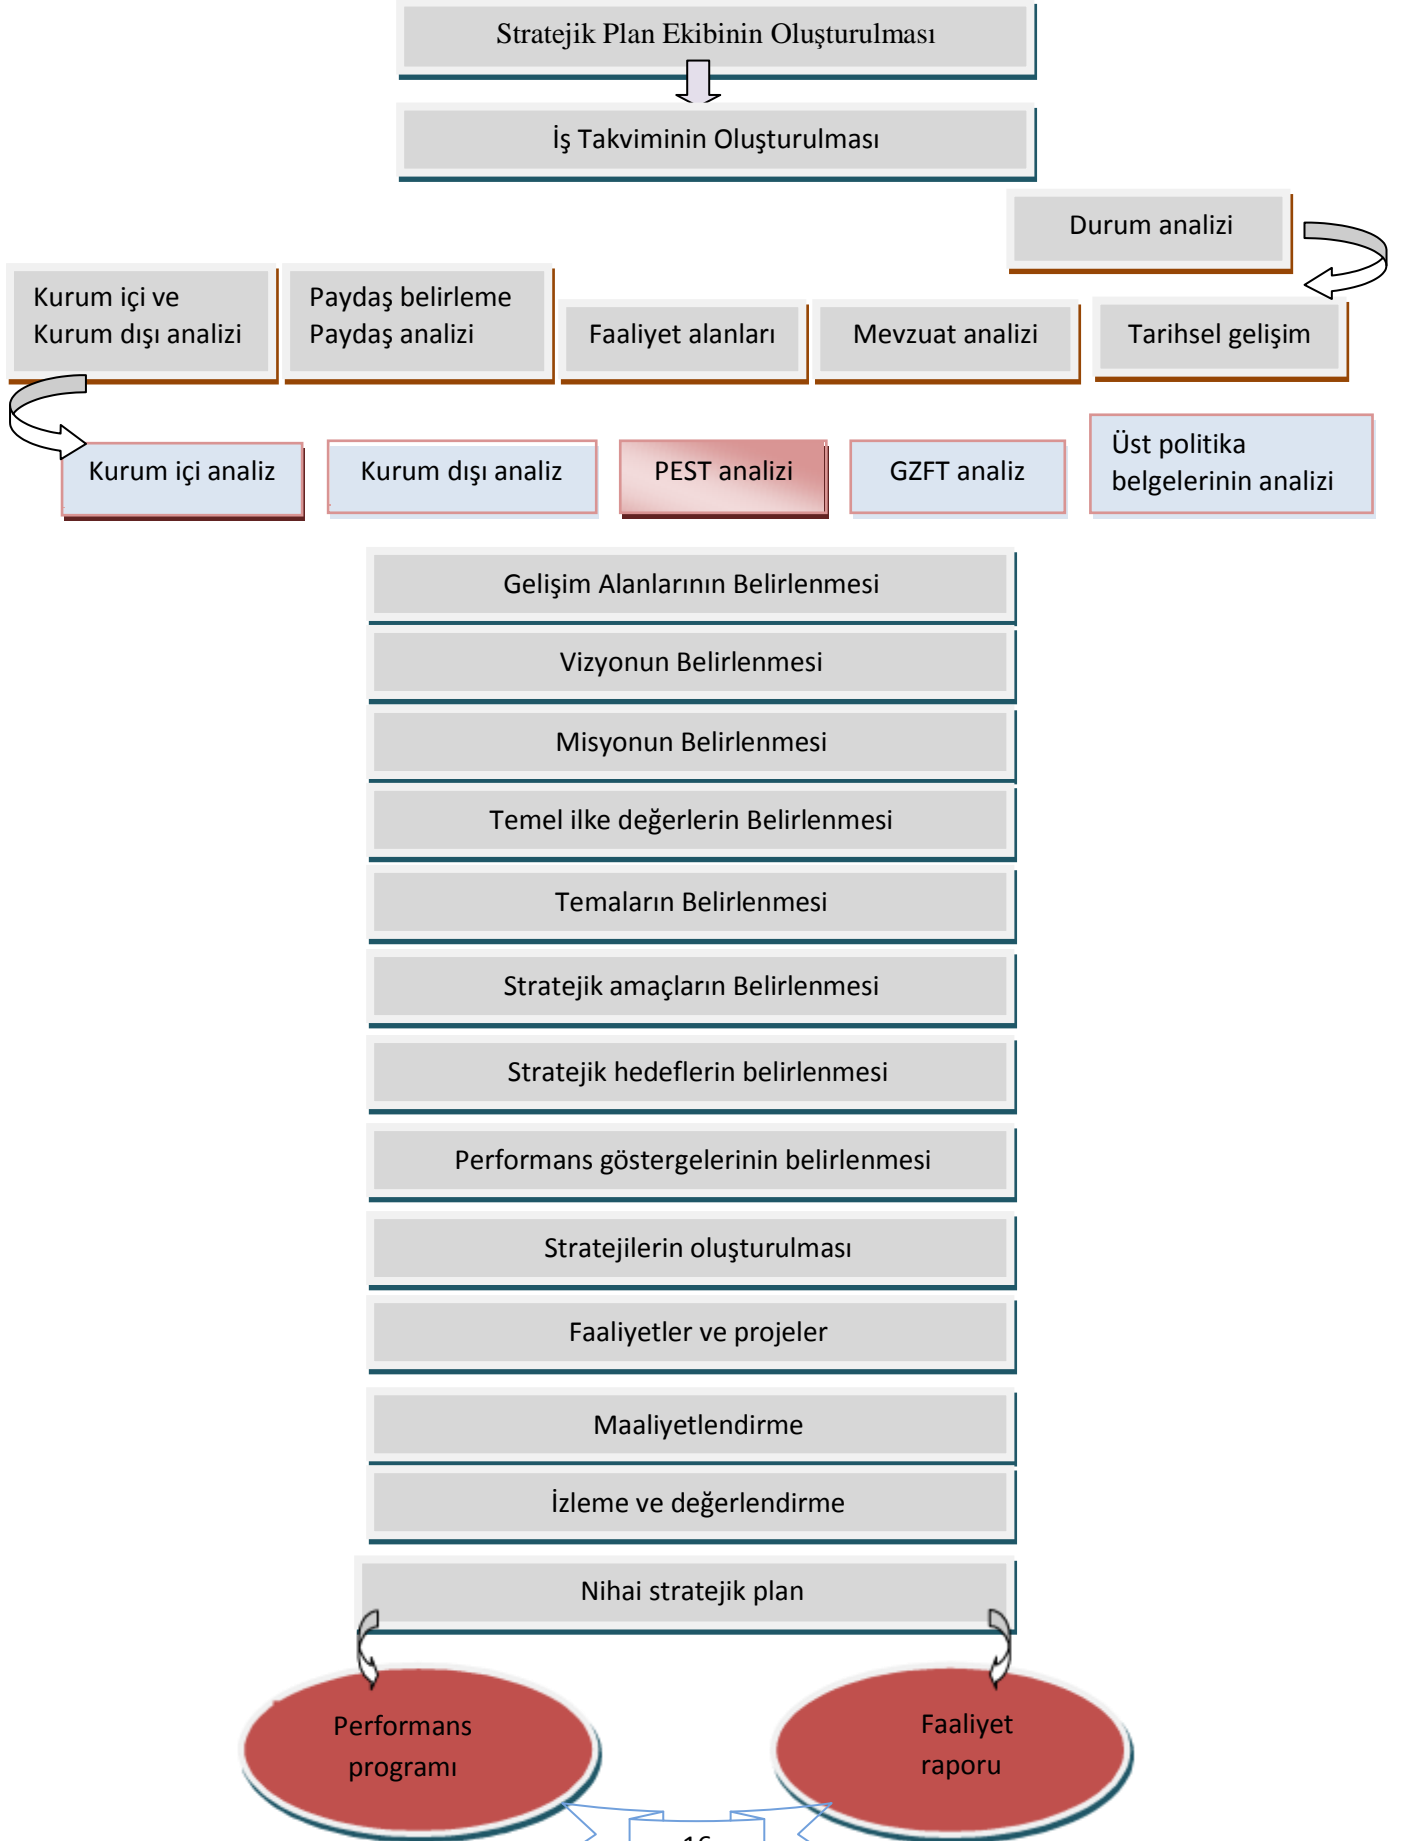 Stratejik Plan Ekibinin Oluşturulması
İş Takviminin Oluşturulması
Durum analizi
Kurum içi ve
Kurum dışı analizi
Paydaş belirleme
Paydaş analizi
Faaliyet alanları
Mevzuat analizi
Tarihsel gelişim
Kurum içi analiz
Kurum dışı analiz
PEST analizi
GZFT analiz
Üst politika
belgelerinin analizi
Gelişim Alanlarının Belirlenmesi
Vizyonun Belirlenmesi
Misyonun Belirlenmesi
Temel ilke değerlerin Belirlenmesi
Temaların Belirlenmesi
Stratejik amaçların Belirlenmesi
Stratejik hedeflerin belirlenmesi
Performans göstergelerinin belirlenmesi
Stratejilerin oluşturulması
Faaliyetler ve projeler
Maaliyetlendirme
İzleme ve değerlendirme
Nihai stratejik plan
Performans
programı
Faaliyet
raporu
16